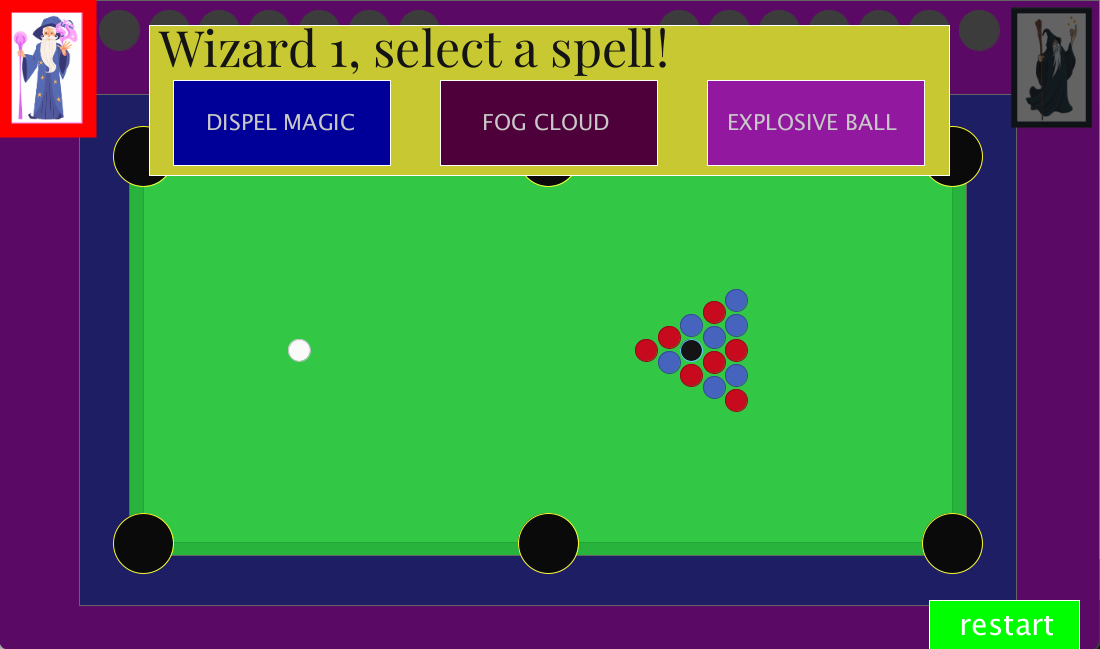 Wizard 1, select a spell!
DISPEL MAGIC
FOG CLOUD
EXPLOSIVE BALL
restart